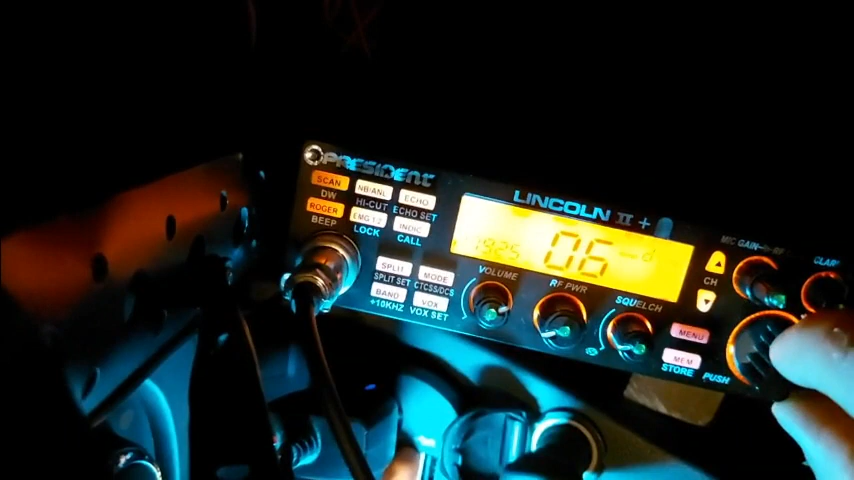 PRESIDENT
LINCOLN II +
SCAN
NB/ANL
ECHO
DW
HI-CUT
ECHO SET
ROGER
EMG 1.2
INDIC
BEEP
LOCK
CALL
SPLIT
MODE
SPLIT SET
CTCSS/DCS
BAND
VOX
+10KHZ
VOX SET
06
VOLUME
RF PWR
SQUELCH
CH
MIC GAIN
RF
CLAR
MENU
MEM
STORE
PUSH